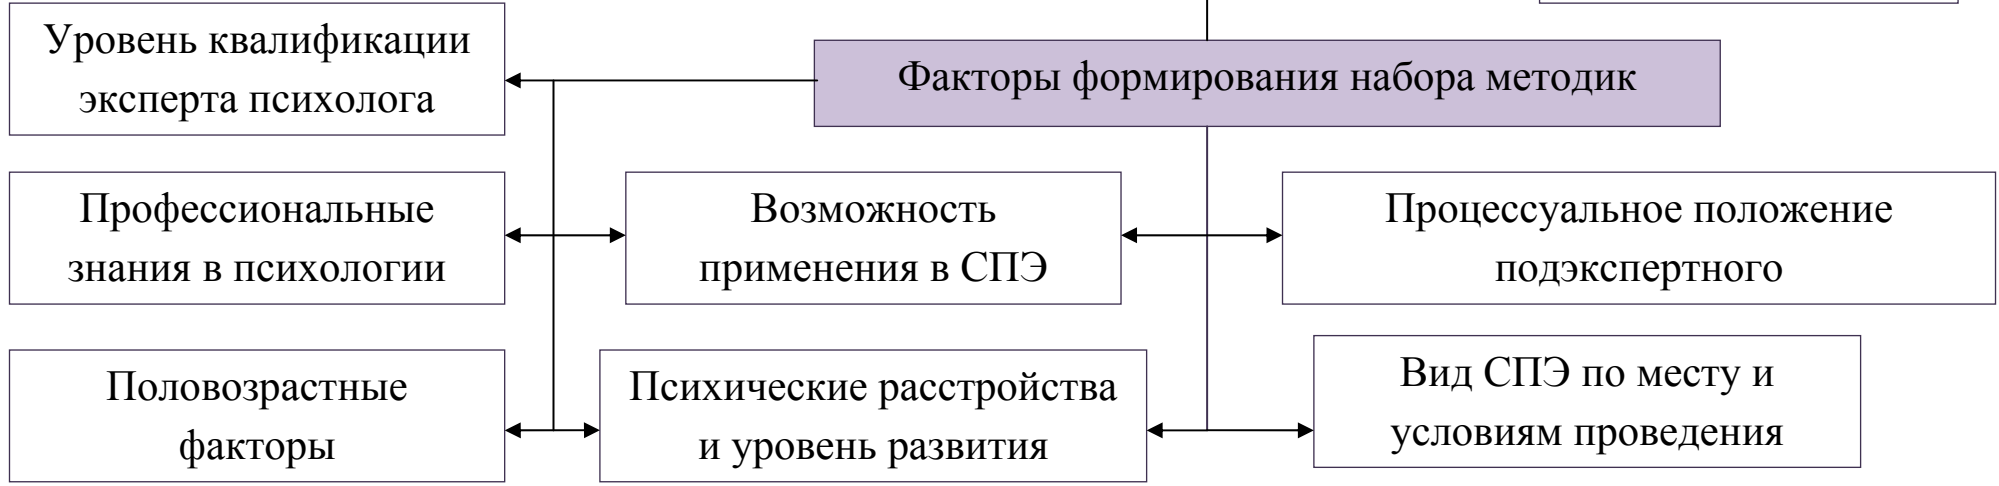 Уровень квалификации
эксперта психолога
Факторы формирования набора методик
Профессиональные
знания в психологии
Возможность
применения в СПЭ
Процессуальное положение
подэкспертного
Половозрастные
факторы
Психические расстройства
и уровень развития
Вид СПЭ по месту и
условиям проведения